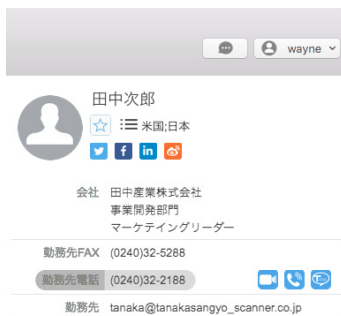 wayne
田中次郎
米国;日本
会社 田中産業株式会社
事業開発部門
マーケテイングリーダー
勤務先FAX (0240)32-5288
勤務先電話 (0240)32-2188
勤務先 tanaka@tanakasangyo_scanner.co.jp